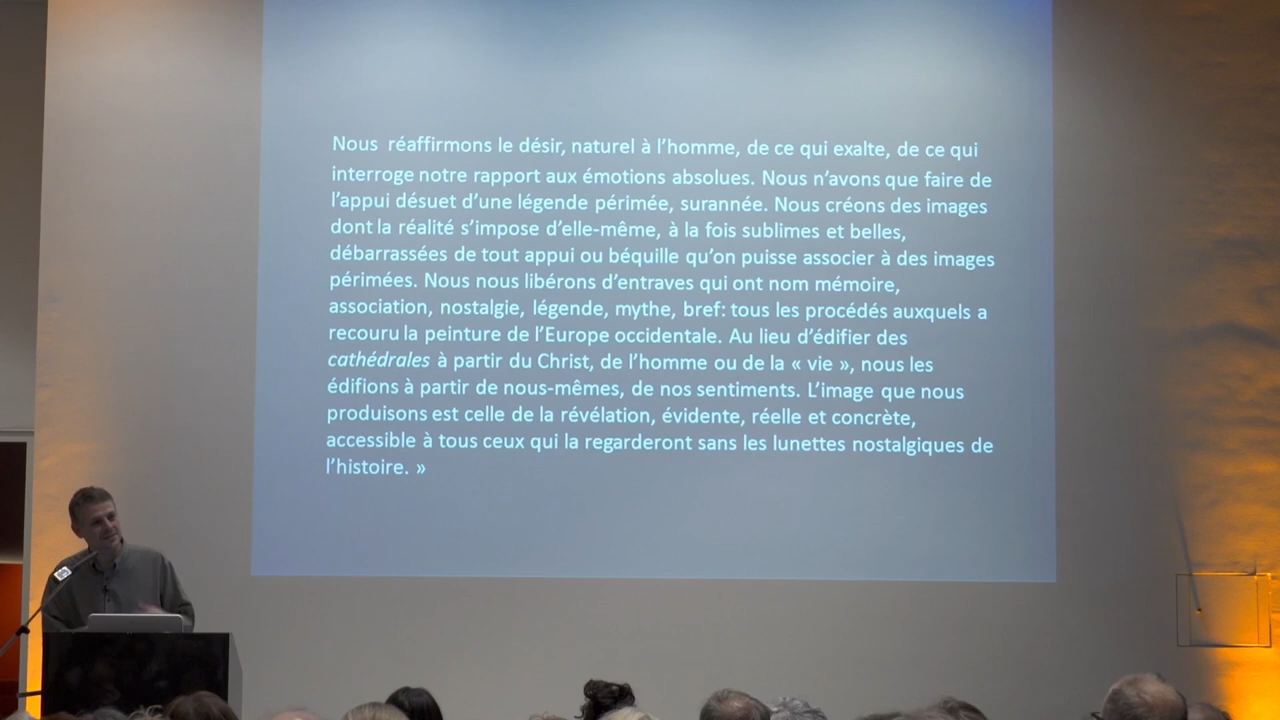 Nous réaffirmons le désir, naturel à l’homme, de ce qui exalte, de ce qui
interroge notre rapport aux émotions absolues. Nous n’avons que faire de
l’appui désuet d’une légende périmée, surannée. Nous créons des images
dont la réalité s’impose d’elle-même, à la fois sublimes et belles,
débarrassées de tout appui ou béquille qu’on puisse associer à des images
périmées. Nous nous libérons d’entraves qui ont nom mémoire,
association, nostalgie, légende, mythe, bref: tous les procédés auxquels a
recouru la peinture de l’Europe occidentale. Au lieu d’édifier des
cathédrales à partir du Christ, de l’homme ou de la « vie », nous les
édifions à partir de nous-mêmes, de nos sentiments. L’image que nous
produisons est celle de la révélation, évidente, réelle et concrète,
accessible à tous ceux qui la regarderont sans les lunettes nostalgiques de
l’histoire. »